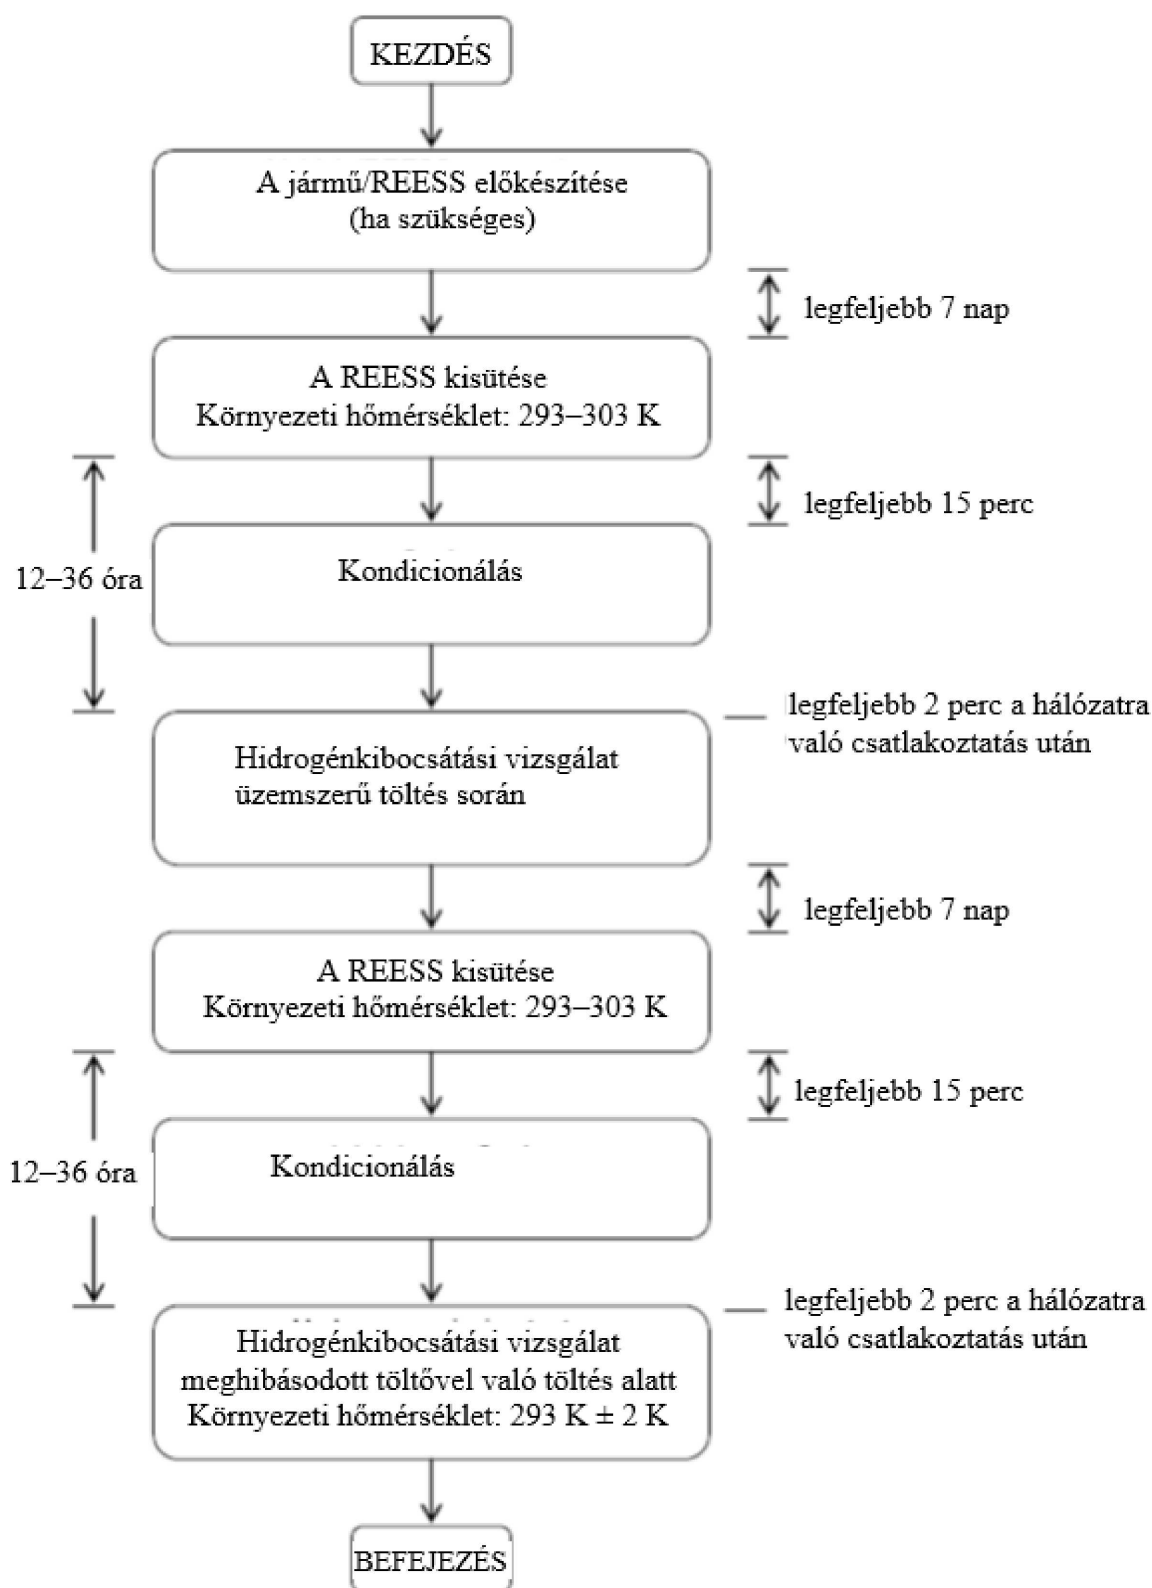 KEZDÉS
A jármű/REESS előkészítése
(ha szükséges)
legfeljebb 7 nap
A REESS kisütése
Környezeti hőmérséklet: 293–303 K
legfeljebb 15 perc
12–36 óra
Kondicionálás
legfeljebb 2 perc a hálózatra
való csatlakoztatás után
Hidrogénkibocsátási vizsgálat
üzemszerű töltés során
legfeljebb 7 nap
A REESS kisütése
Környezeti hőmérséklet: 293–303 K
legfeljebb 15 perc
12–36 óra
Kondicionálás
legfeljebb 2 perc a hálózatra
való csatlakoztatás után
Hidrogénkibocsátási vizsgálat
meghibásodott töltővel való töltés alatt
Környezeti hőmérséklet: 293 K ± 2 K
BEFEJEZÉS